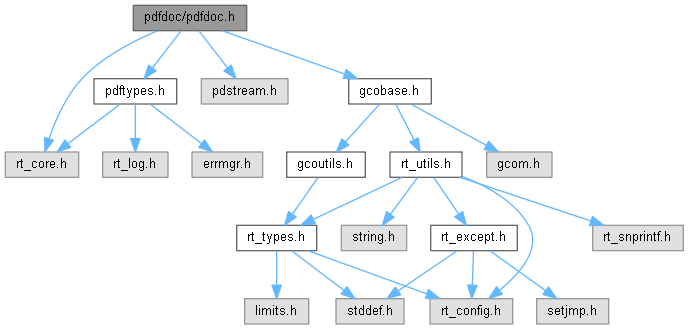 pdfdoc/pdfdoc.h
pdftypes.h
pdstream.h
gcobase.h
rt_core.h
rt_log.h
errmgr.h
gcoutils.h
rt_utils.h
gcom.h
rt_types.h
string.h
rt_except.h
rt_snprintf.h
limits.h
stddef.h
rt_config.h
setjmp.h